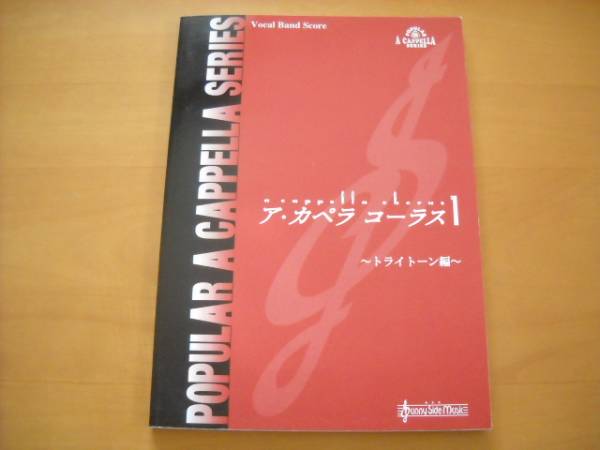 Vocal Band Score
A CAPPELLA
SERIES
POPULAR A CAPPELLA SERIES
a cappella chorus
ア・カペラ コーラス1
～トライトーン編～
Sunny Side Music